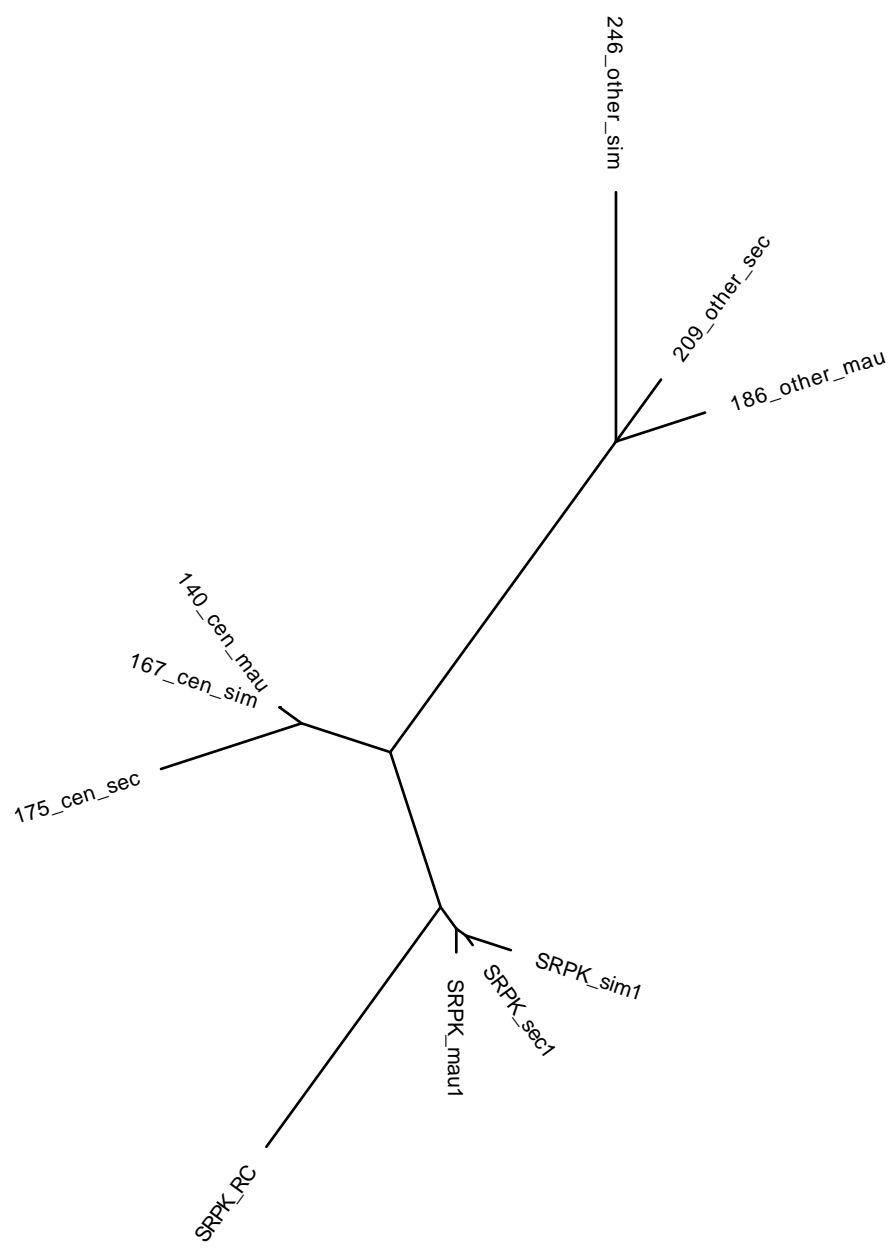 246_other_sim
209_other_sec
186_other_mau
140_cen_mau
167_cen_sim
175_cen_sec
SRPK_sim1
SRPK_sec1
SRPK_mau1
SRPK_RC